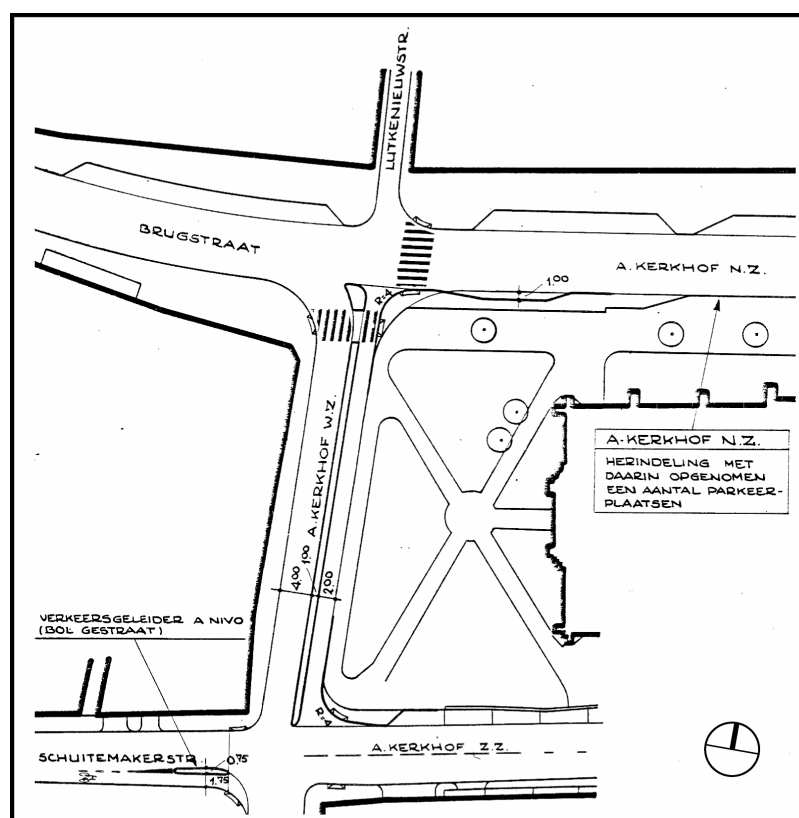 LUTKENIEUWSTR.
BRUGSTRAAT
A. KERKHOF N.Z.
1.00
R=4
A. KERKHOF W.Z.
A-KERKHOF N.Z.
HERINDELING MET
DAARIN OPGENOMEN
EEN AANTAL PARKEER-
PLAATSEN
4.00
1.00
2.00
VERKEERSGELEIDER A NIVO
(BOL GESTRAAT)
R=4
SCHUITEMAKERSTR.
0.75
1.75
A. KERKHOF Z.Z.